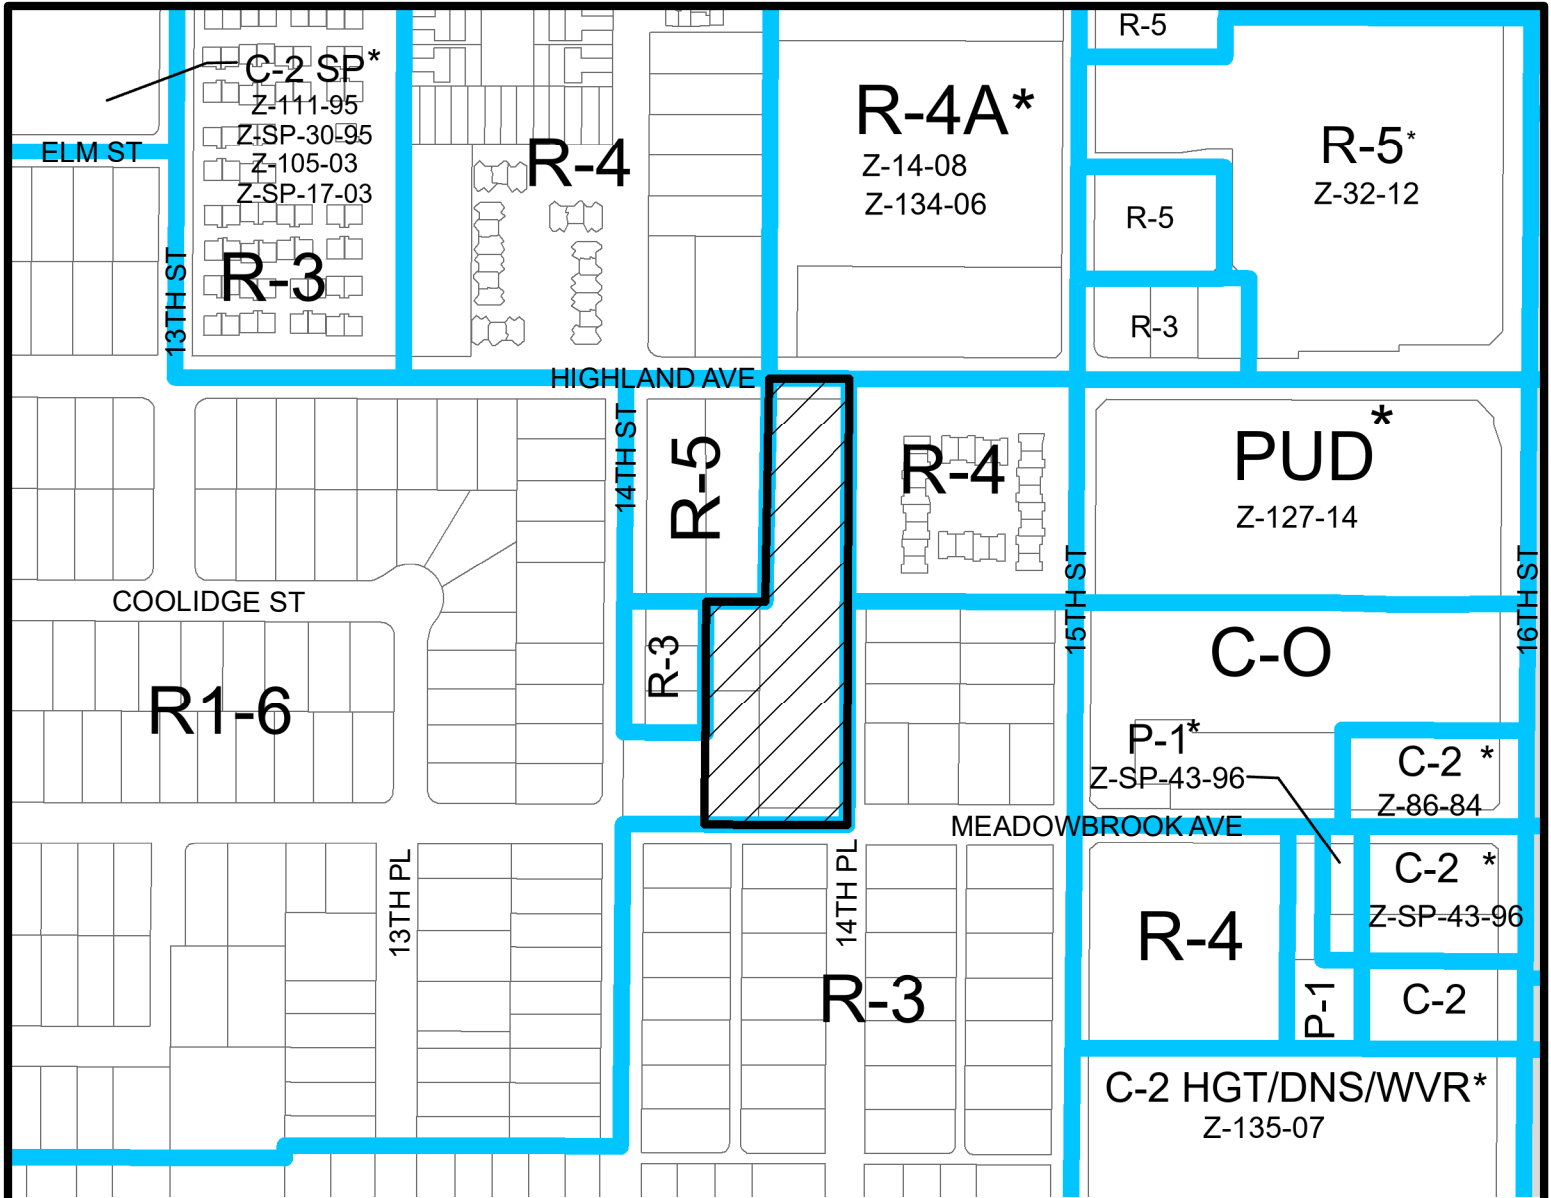 R-5
C-2 SP*
Z-111-95
Z-SP-30-95
Z-105-03
Z-SP-17-03
ELM ST
R-4
R-4A*
Z-14-08
Z-134-06
R-5*
Z-32-12
R-5
R-3
13TH ST
R-3
HIGHLAND AVE
14TH ST
R-5
R-4
PUD*
Z-127-14
COOLIDGE ST
15TH ST
16TH ST
R1-6
R-3
C-O
P-1*
Z-SP-43-96
C-2 *
Z-86-84
MEADOWBROOK AVE
13TH PL
14TH PL
R-4
C-2 *
Z-SP-43-96
R-3
P-1
C-2
C-2 HGT/DNS/WVR*
Z-135-07